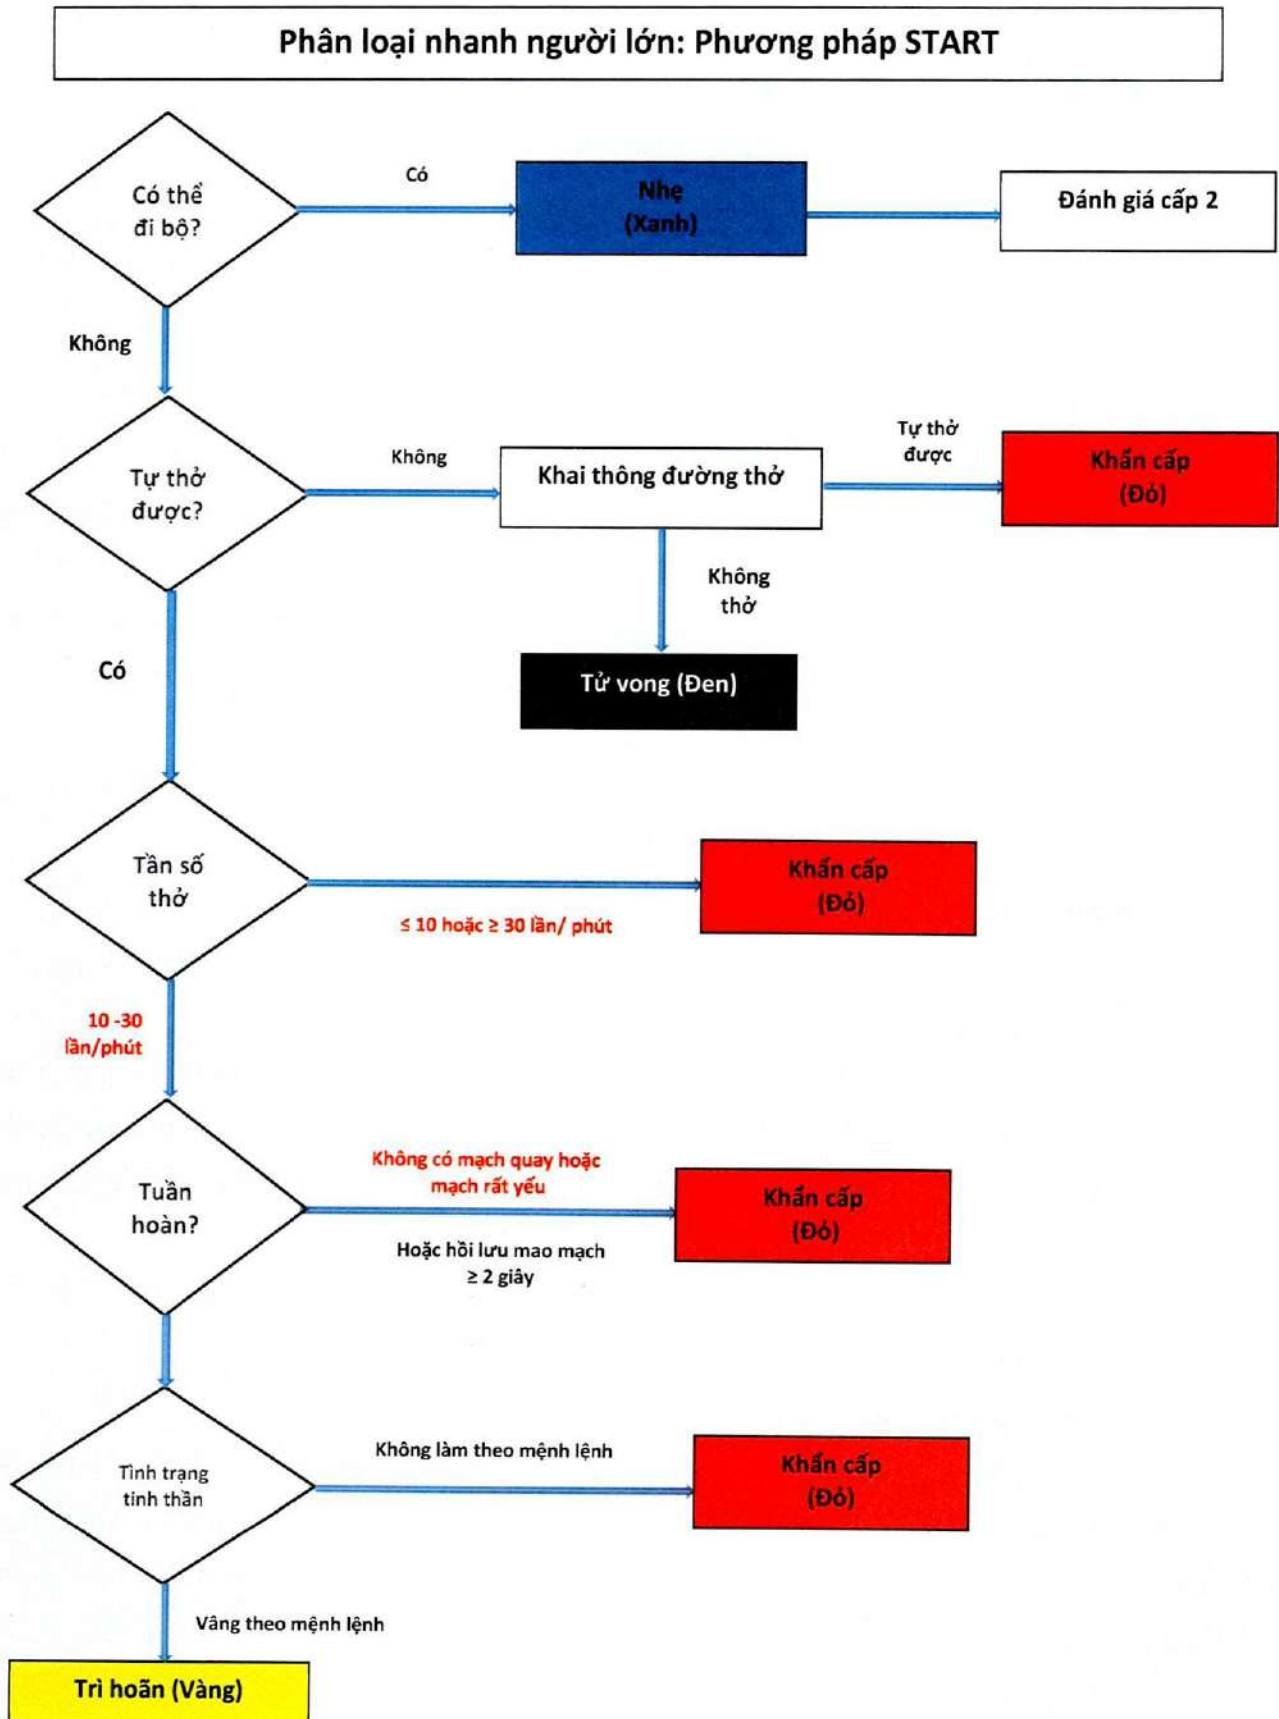 Phân loại nhanh người lớn: Phương pháp START
Có thể
đi bộ?
Có
Nhẹ
(Xanh)
Đánh giá cấp 2
Không
Tự thở
được?
Không
Khai thông đường thở
Tự thở
được
Khẩn cấp
(Đỏ)
Không
thở
Tử vong (Đen)
Có
Tần số
thở
≤ 10 hoặc ≥ 30 lần/ phút
Khẩn cấp
(Đỏ)
10 -30
lần/phút
Tuần
hoàn?
Không có mạch quay hoặc
mạch rất yếu
Hoặc hồi lưu mao mạch
≥ 2 giây
Khẩn cấp
(Đỏ)
Tình trạng
tinh thần
Không làm theo mệnh lệnh
Khẩn cấp
(Đỏ)
Vâng theo mệnh lệnh
Trì hoãn (Vàng)